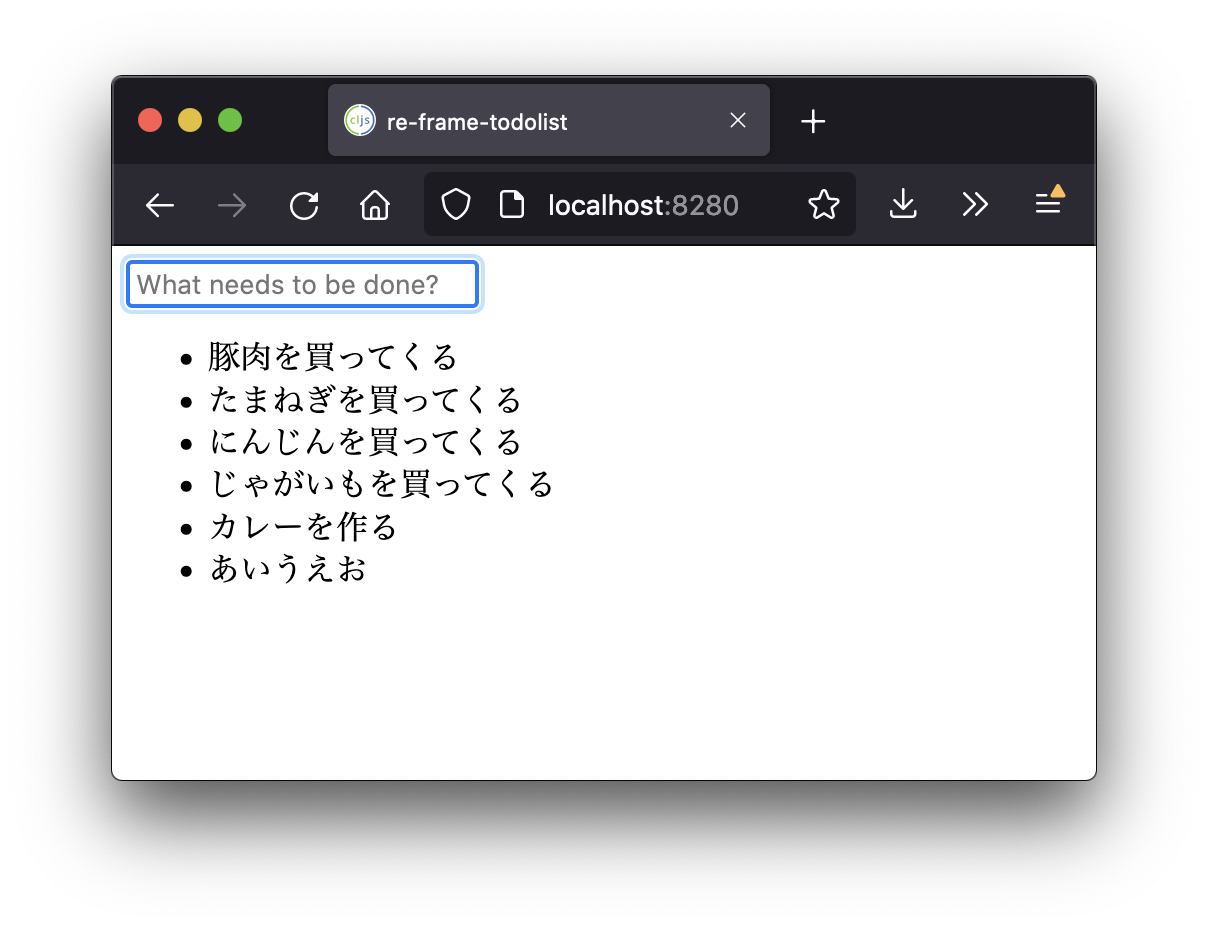 cljs re-frame-todolist
localhost:8280
What needs to be done?
豚肉を買ってくる
たまねぎを買ってくる
にんじんを買ってくる
じゃがいもを買ってくる
カレーを作る
あいうえお